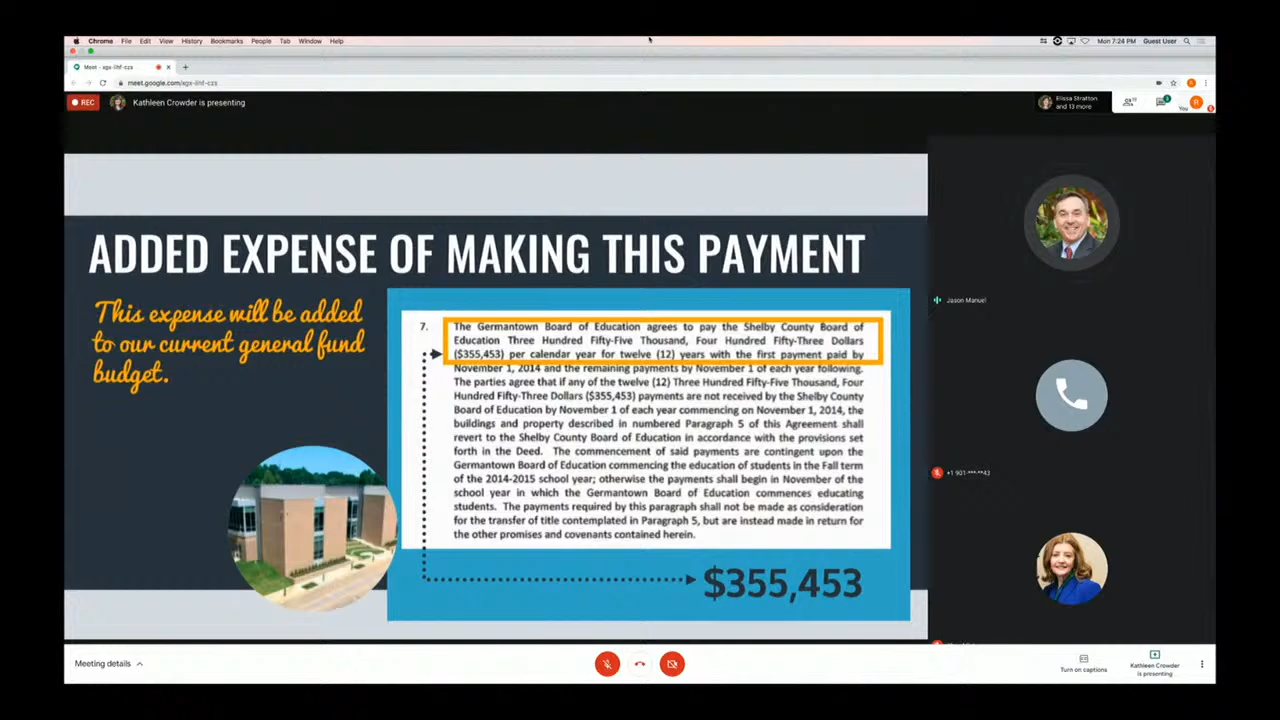 Chrome File Edit View History Bookmarks People Tab Window Help
Mon 7:24 PM Guest User
meet.google.com/xgx-iihf-czs
REC
Kathleen Crowder is presenting
Elissa Stratton
and 13 more
You
R
ADDED EXPENSE OF MAKING THIS PAYMENT
This expense will be added
to our current general fund
budget.
7. The Germantown Board of Education agrees to pay the Shelby County Board of
Education Three Hundred Fifty-Five Thousand, Four Hundred Fifty-Three Dollars
($355,453) per calendar year for twelve (12) years with the first payment paid by
November 1, 2014 and the remaining payments by November 1 of each year following.
The parties agree that if any of the twelve (12) Three Hundred Fifty-Five Thousand, Four
Hundred Fifty-Three Dollars ($355,453) payments are not received by the Shelby County
Board of Education by November 1 of each year commencing on November 1, 2014, the
buildings and property described in numbered Paragraph 5 of this Agreement shall
revert to the Shelby County Board of Education in accordance with the provisions set
forth in the Deed. The commencement of said payments are contingent upon the
Germantown Board of Education commencing the education of students in the Fall term
of the 2014-2015 school year; otherwise the payments shall begin in November of the
school year in which the Germantown Board of Education commences educating
students. The payments required by this paragraph shall not be made as consideration
for the transfer of title contemplated in Paragraph 5, but are instead made in return for
the other promises and covenants contained herein.
$355,453
Jason Manuel
+1 901-***-**43
Meeting details
Turn on captions
Kathleen Crowder
is presenting